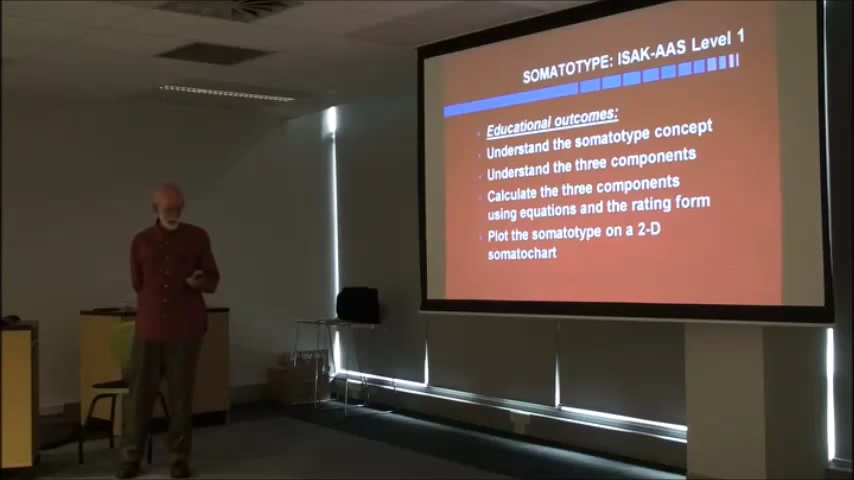 SOMATOTYPE: ISAK-AAS Level 1
Educational outcomes:
Understand the somatotype concept
Understand the three components
Calculate the three components
using equations and the rating form
Plot the somatotype on a 2-D
somatochart